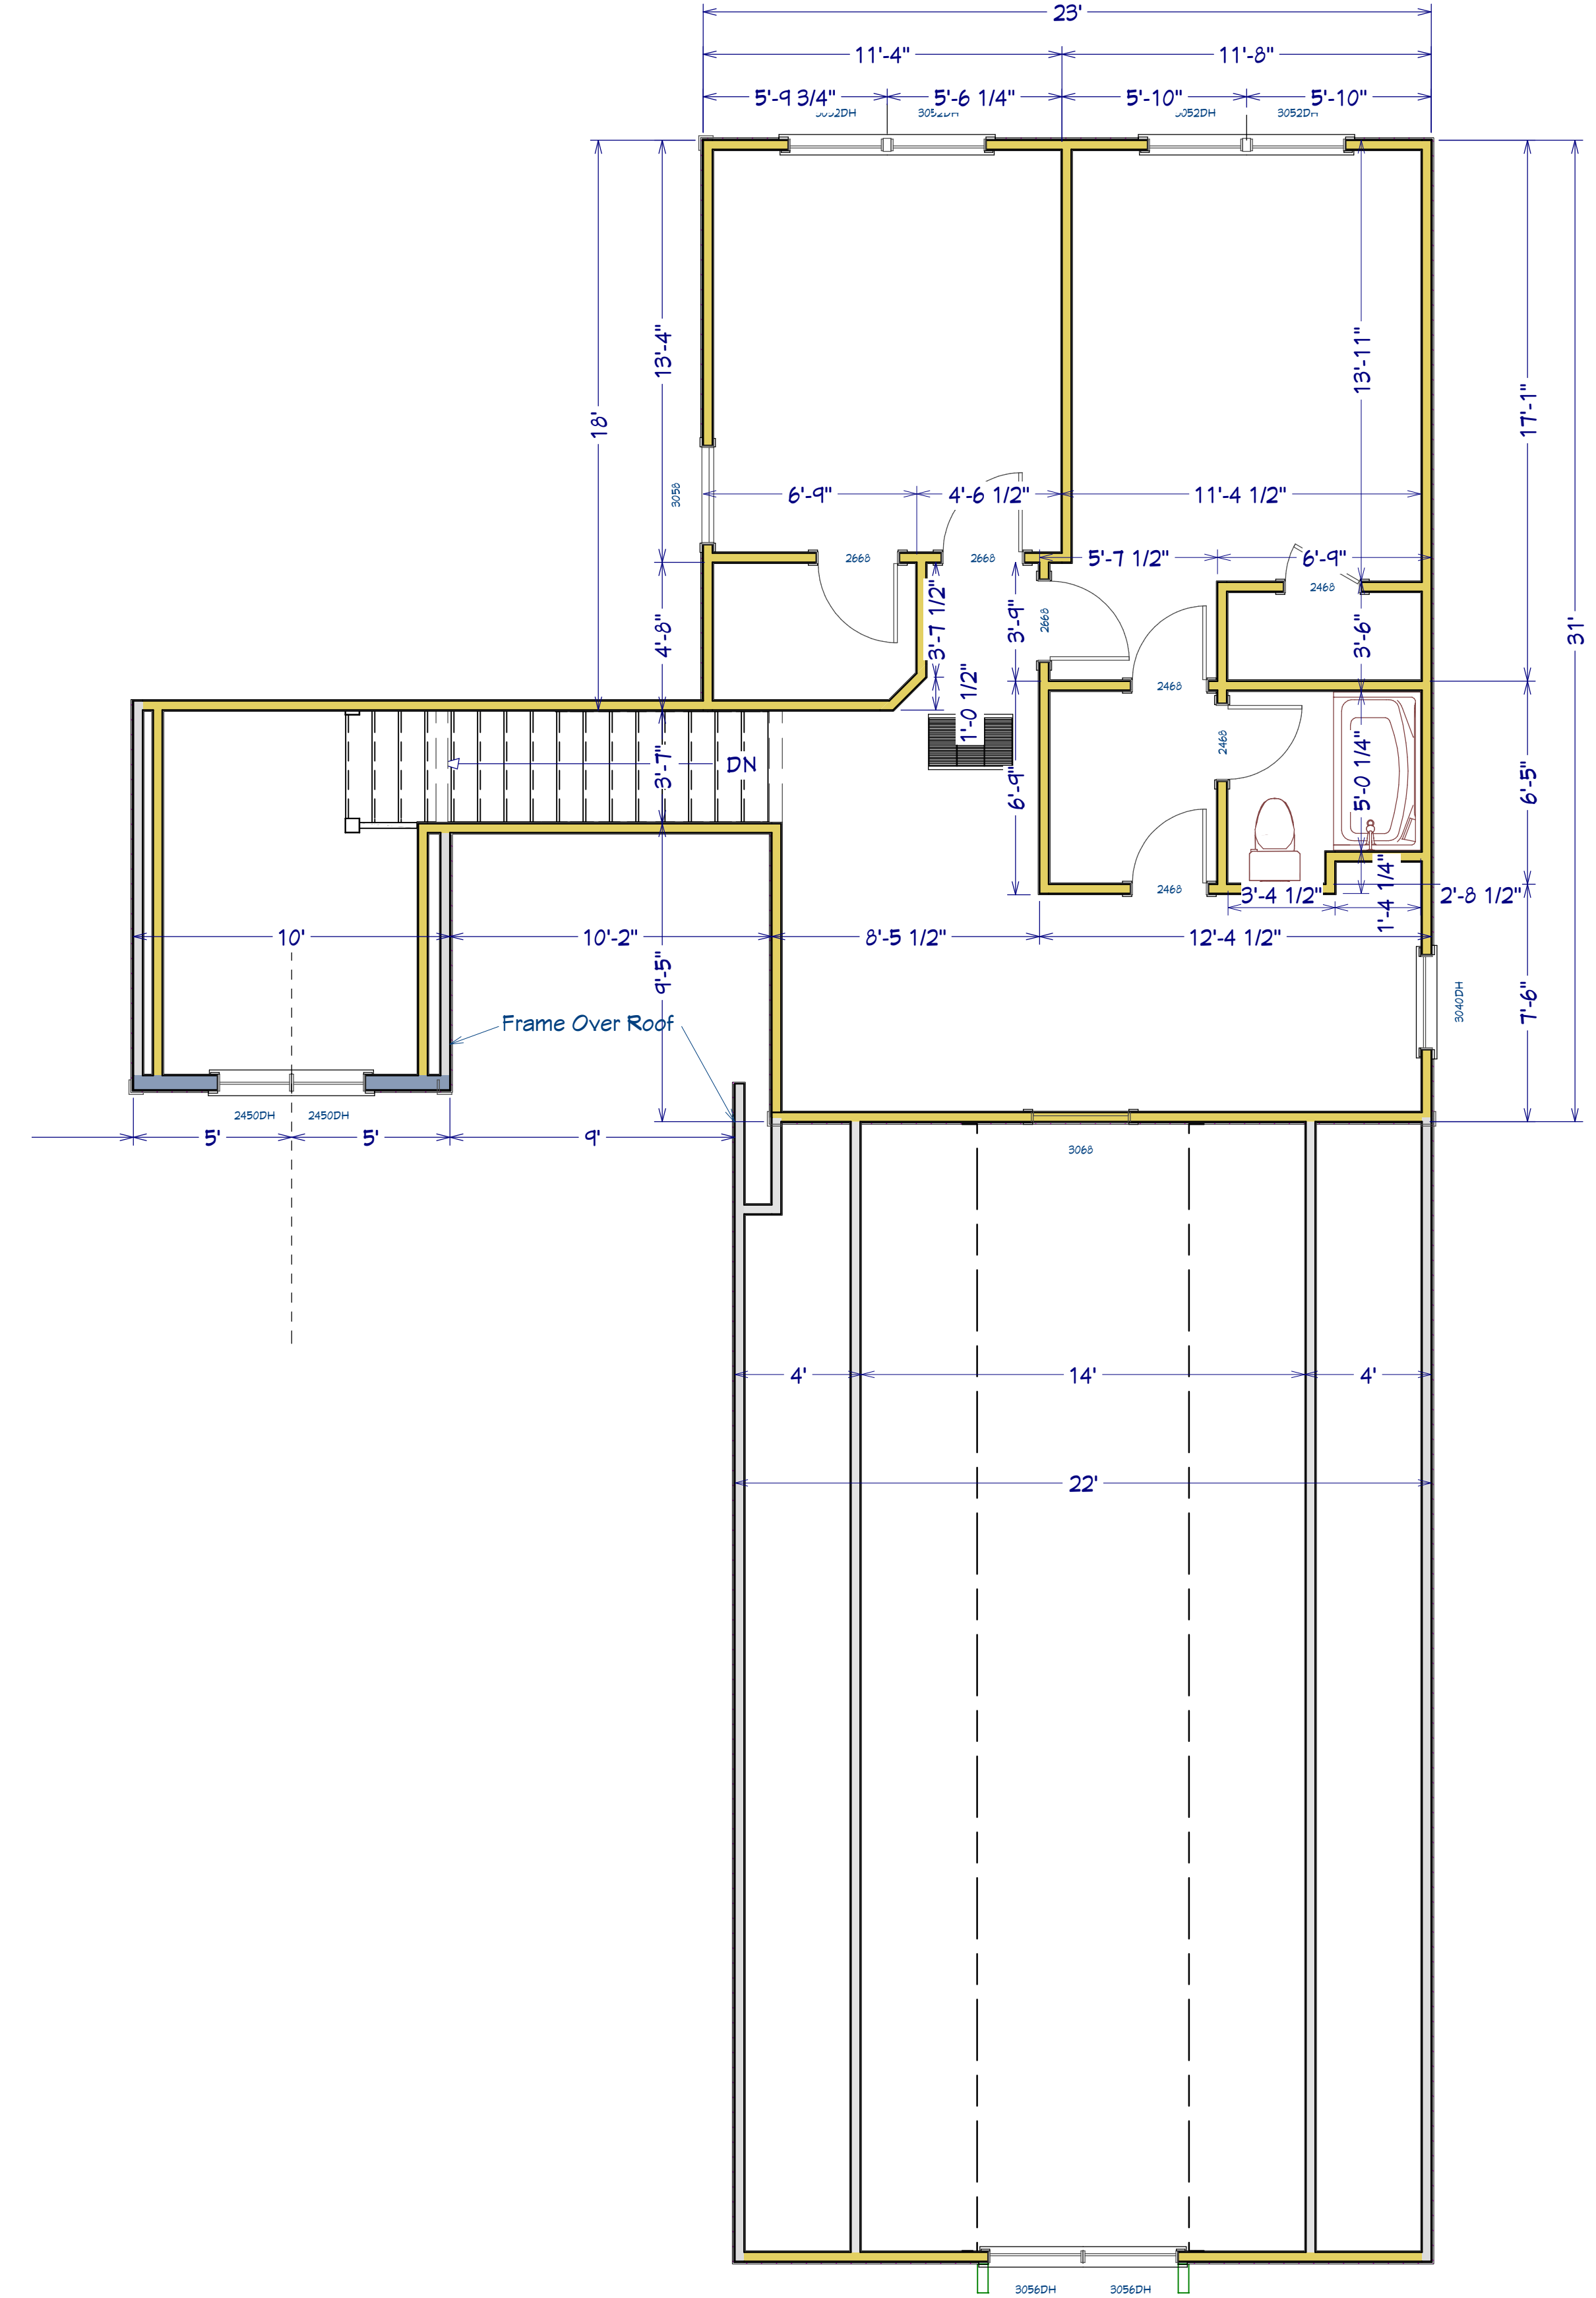 23'
11'-4" 11'-8"
5'-9 3/4" 5'-6 1/4" 5'-10" 5'-10"
3052DH 3052DH 3052DH 3052DH
18'
13'-4"
13'-11"
17'-1"
31'
3058
6'-9" 4'-6 1/2" 11'-4 1/2"
2668 2668 5'-7 1/2" 6'-9"
2468
4'-8"
3'-7 1/2"
3'-9"
2668
3'-6"
2468
1'-0 1/2"
3'-7"
DN
6'-9"
2468
5'-0 1/4"
6'-5"
2468
3'-4 1/2"
1'-4 1/4"
2'-8 1/2"
10' 10'-2" 8'-5 1/2" 12'-4 1/2"
9'-5"
3040DH
7'-6"
Frame Over Roof
2450DH 2450DH
5' 5' 9'
3068
4' 14' 4'
22'
3056DH 3056DH